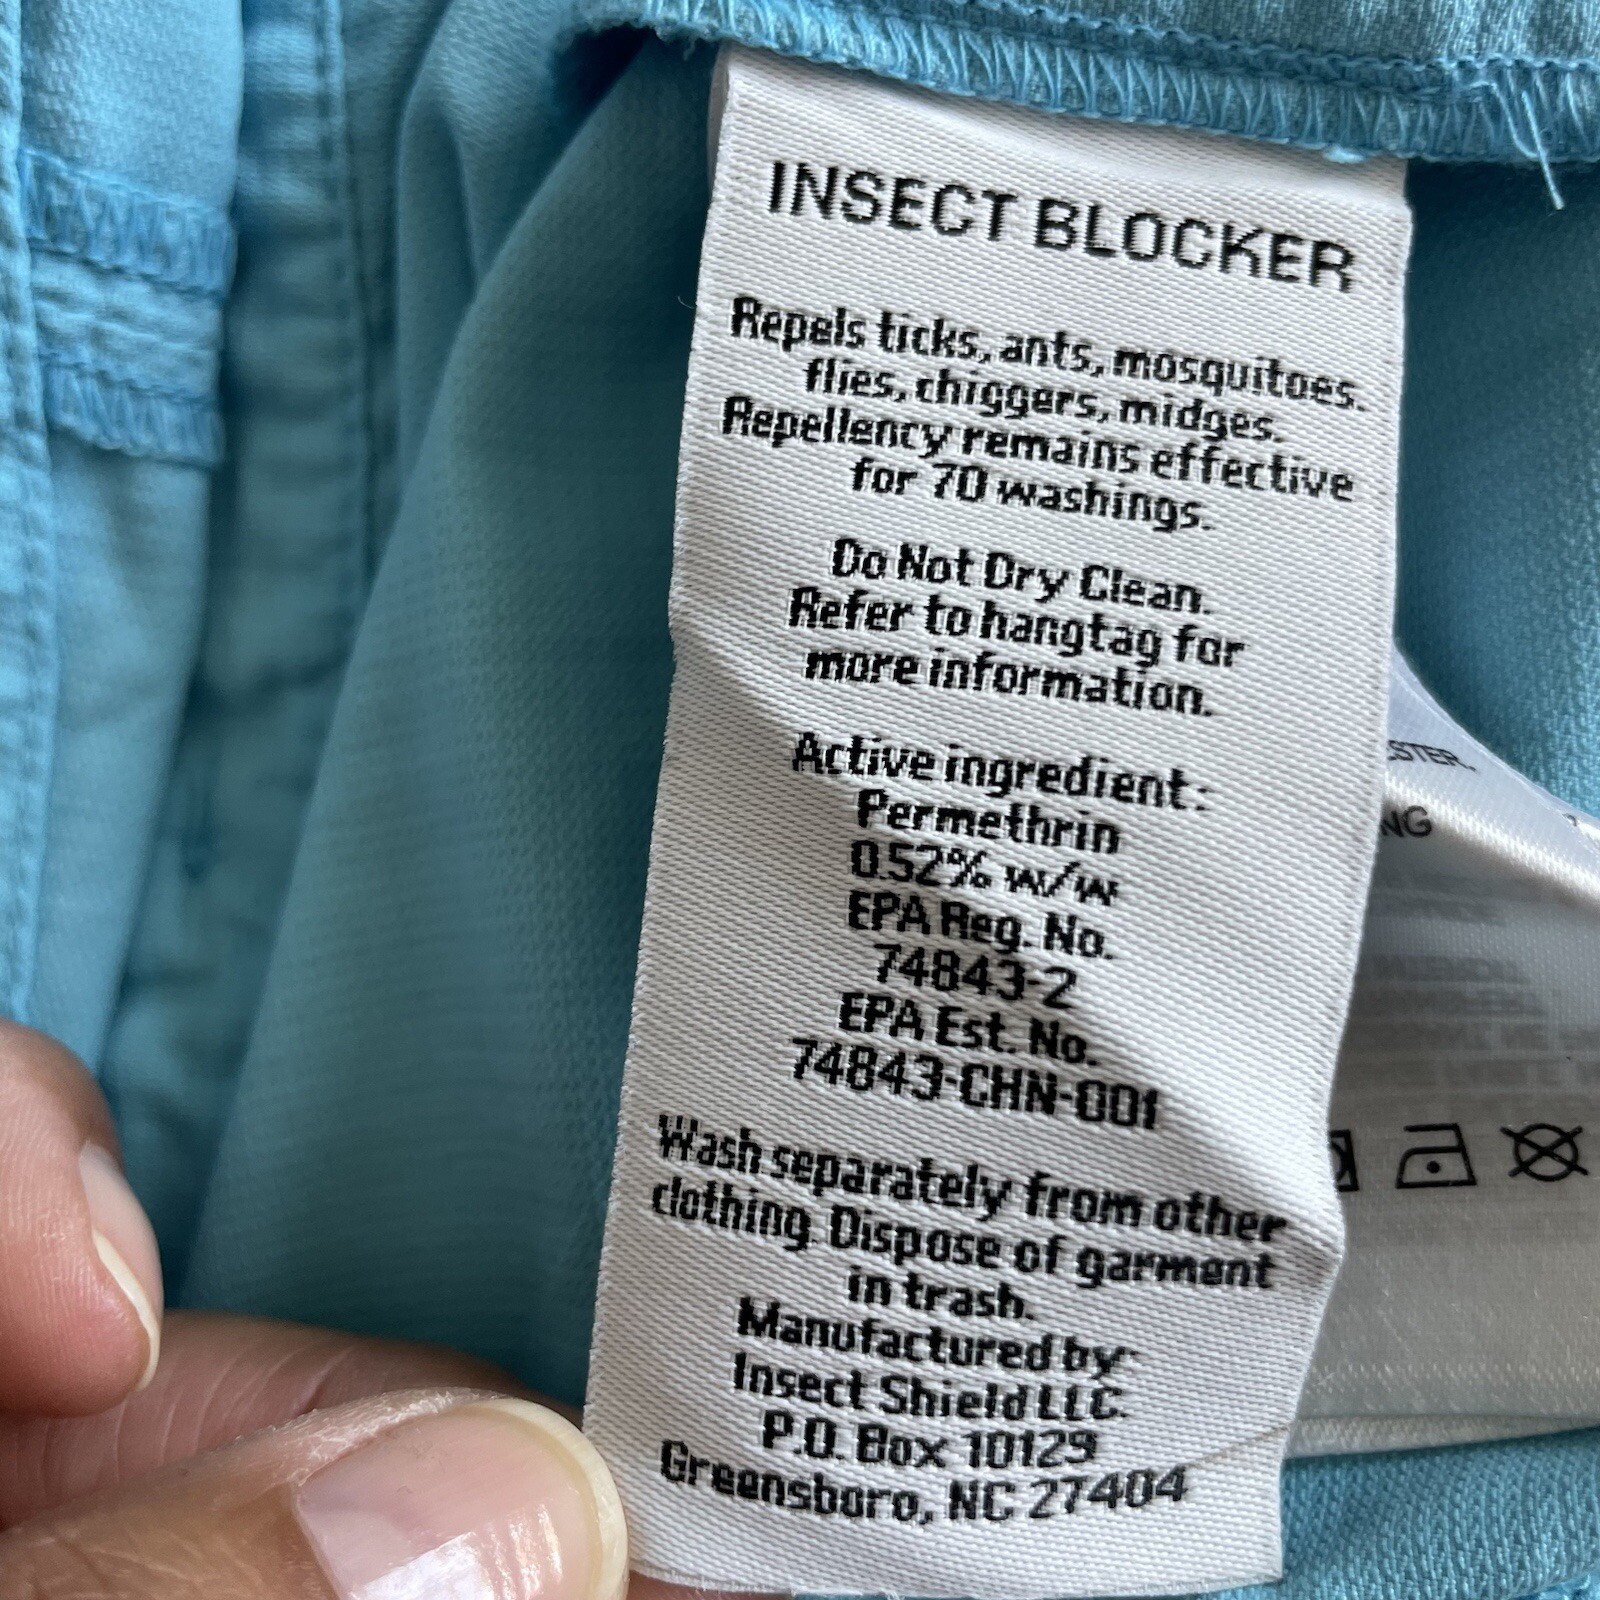 INSECT BLOCKER
Repels ticks, ants, mosquitoes.
flies, chiggers, midges.
Repellency remains effective
for 70 washings.
Do Not Dry Clean.
Refer to hangtag for
more information.
Active ingredient:
Permethrin
0.52% w/w
EPA Reg. No.
74843-2
EPA Est. No.
74843-CHN-001
Wash separately from other
clothing. Dispose of garment
in trash.
Manufactured by:
Insect Shield LLC.
P.O. Box 10129
Greensboro, NC 27404
STER.
NG